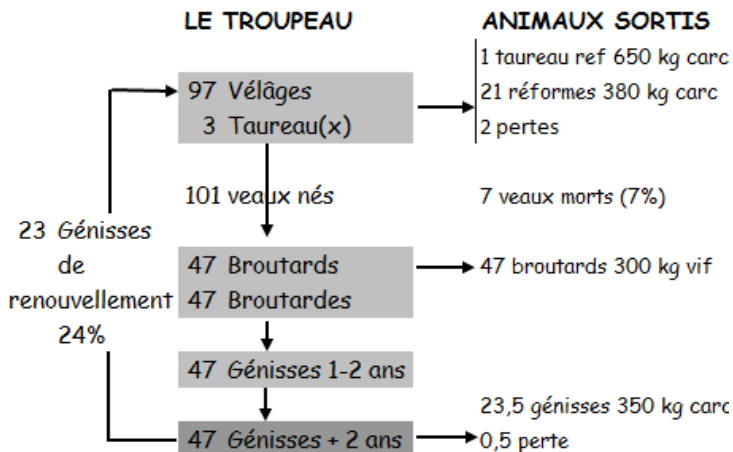 LE TROUPEAU
ANIMAUX SORTIS
97 Vélâges
3 Taureau(x)
1 taureau ref 650 kg carc
21 réformes 380 kg carc
2 pertes
101 veaux nés
7 veaux morts (7%)
23 Génisses
de
renouvellement
24%
47 Broutards
47 Broutardes
47 broutards 300 kg vif
47 Génisses 1-2 ans
47 Génisses + 2 ans
23,5 génisses 350 kg carc
0,5 perte